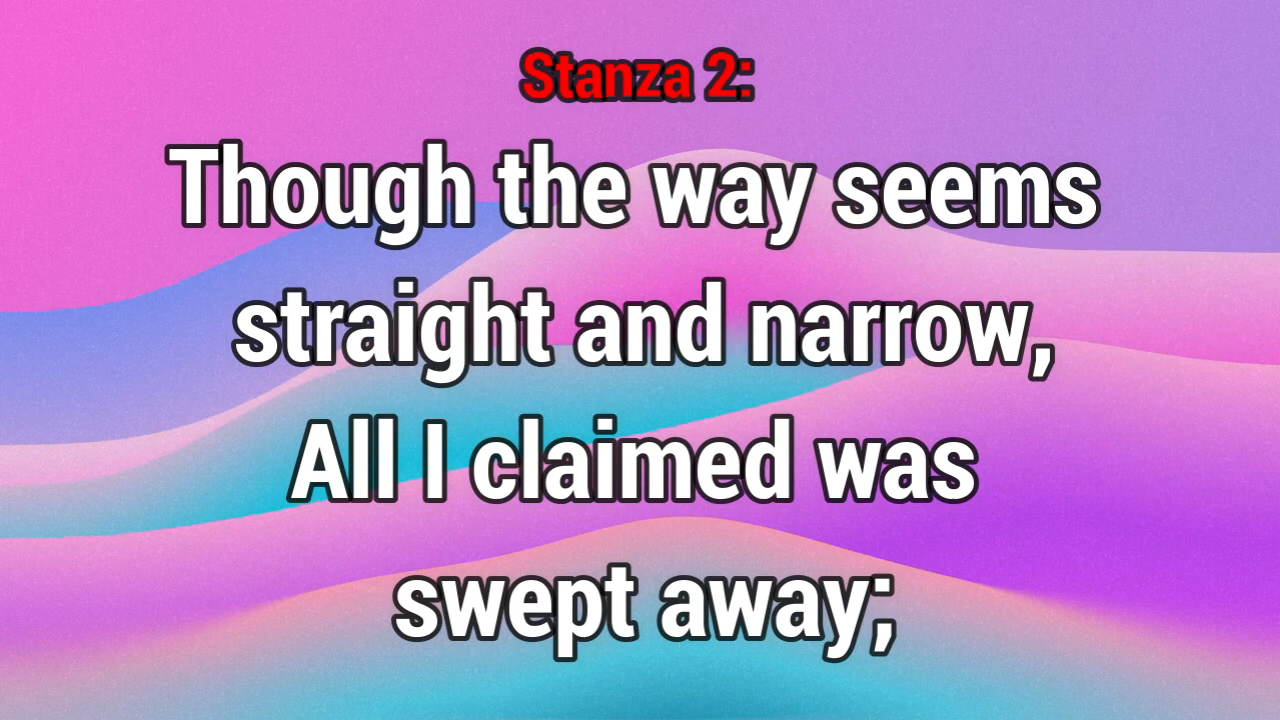 Stanza 2:
Though the way seems
straight and narrow,
All I claimed was
swept away;